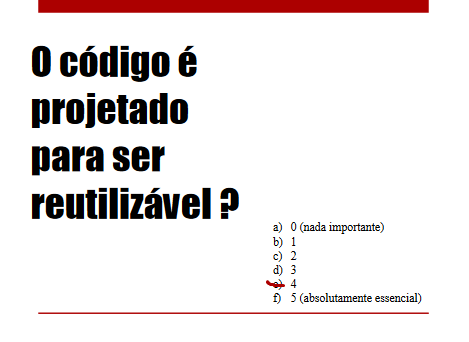 O código é
projetado
para ser
reutilizável ?
a) 0 (nada importante)
b) 1
c) 2
d) 3
e) 4
f) 5 (absolutamente essencial)